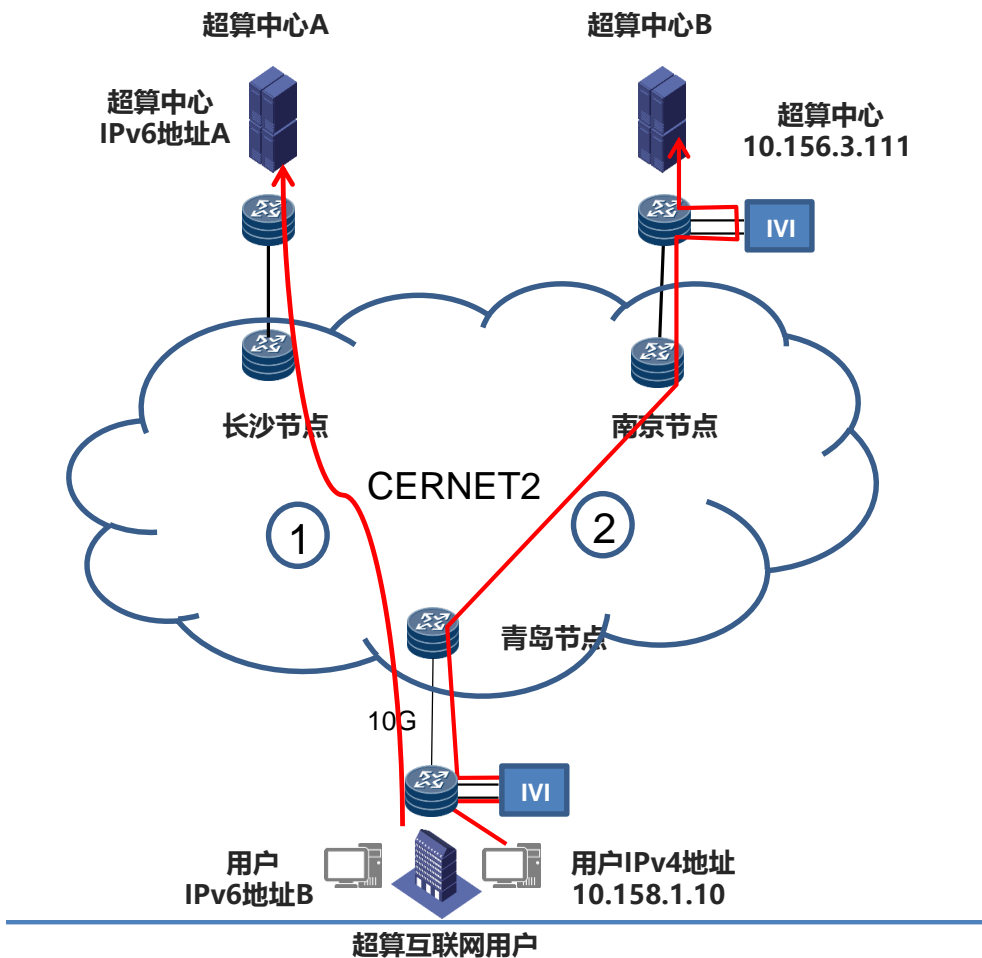 超算中心A
超算中心B
超算中心
IPv6地址A
超算中心
10.156.3.111
IVI
长沙节点
南京节点
CERNET2
1
2
青岛节点
10G
IVI
用户
IPv6地址B
用户IPv4地址
10.158.1.10
超算互联网用户